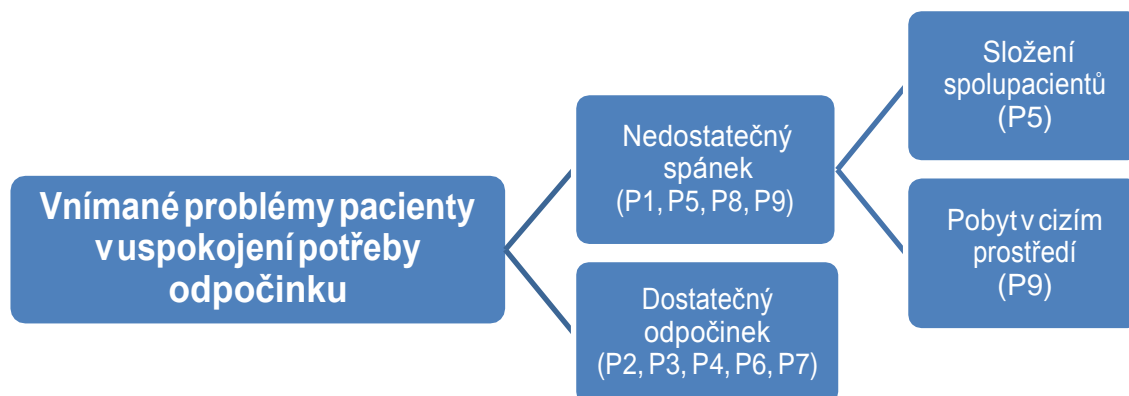 Vnímané problémy pacienty
v uspokojení potřeby
odpočinku
Nedostatečný
spánek
(P1, P5, P8, P9)
Dostatečný
odpočinek
(P2, P3, P4, P6, P7)
Složení
spolupacientů
(P5)
Pobyt v cizím
prostředí
(P9)